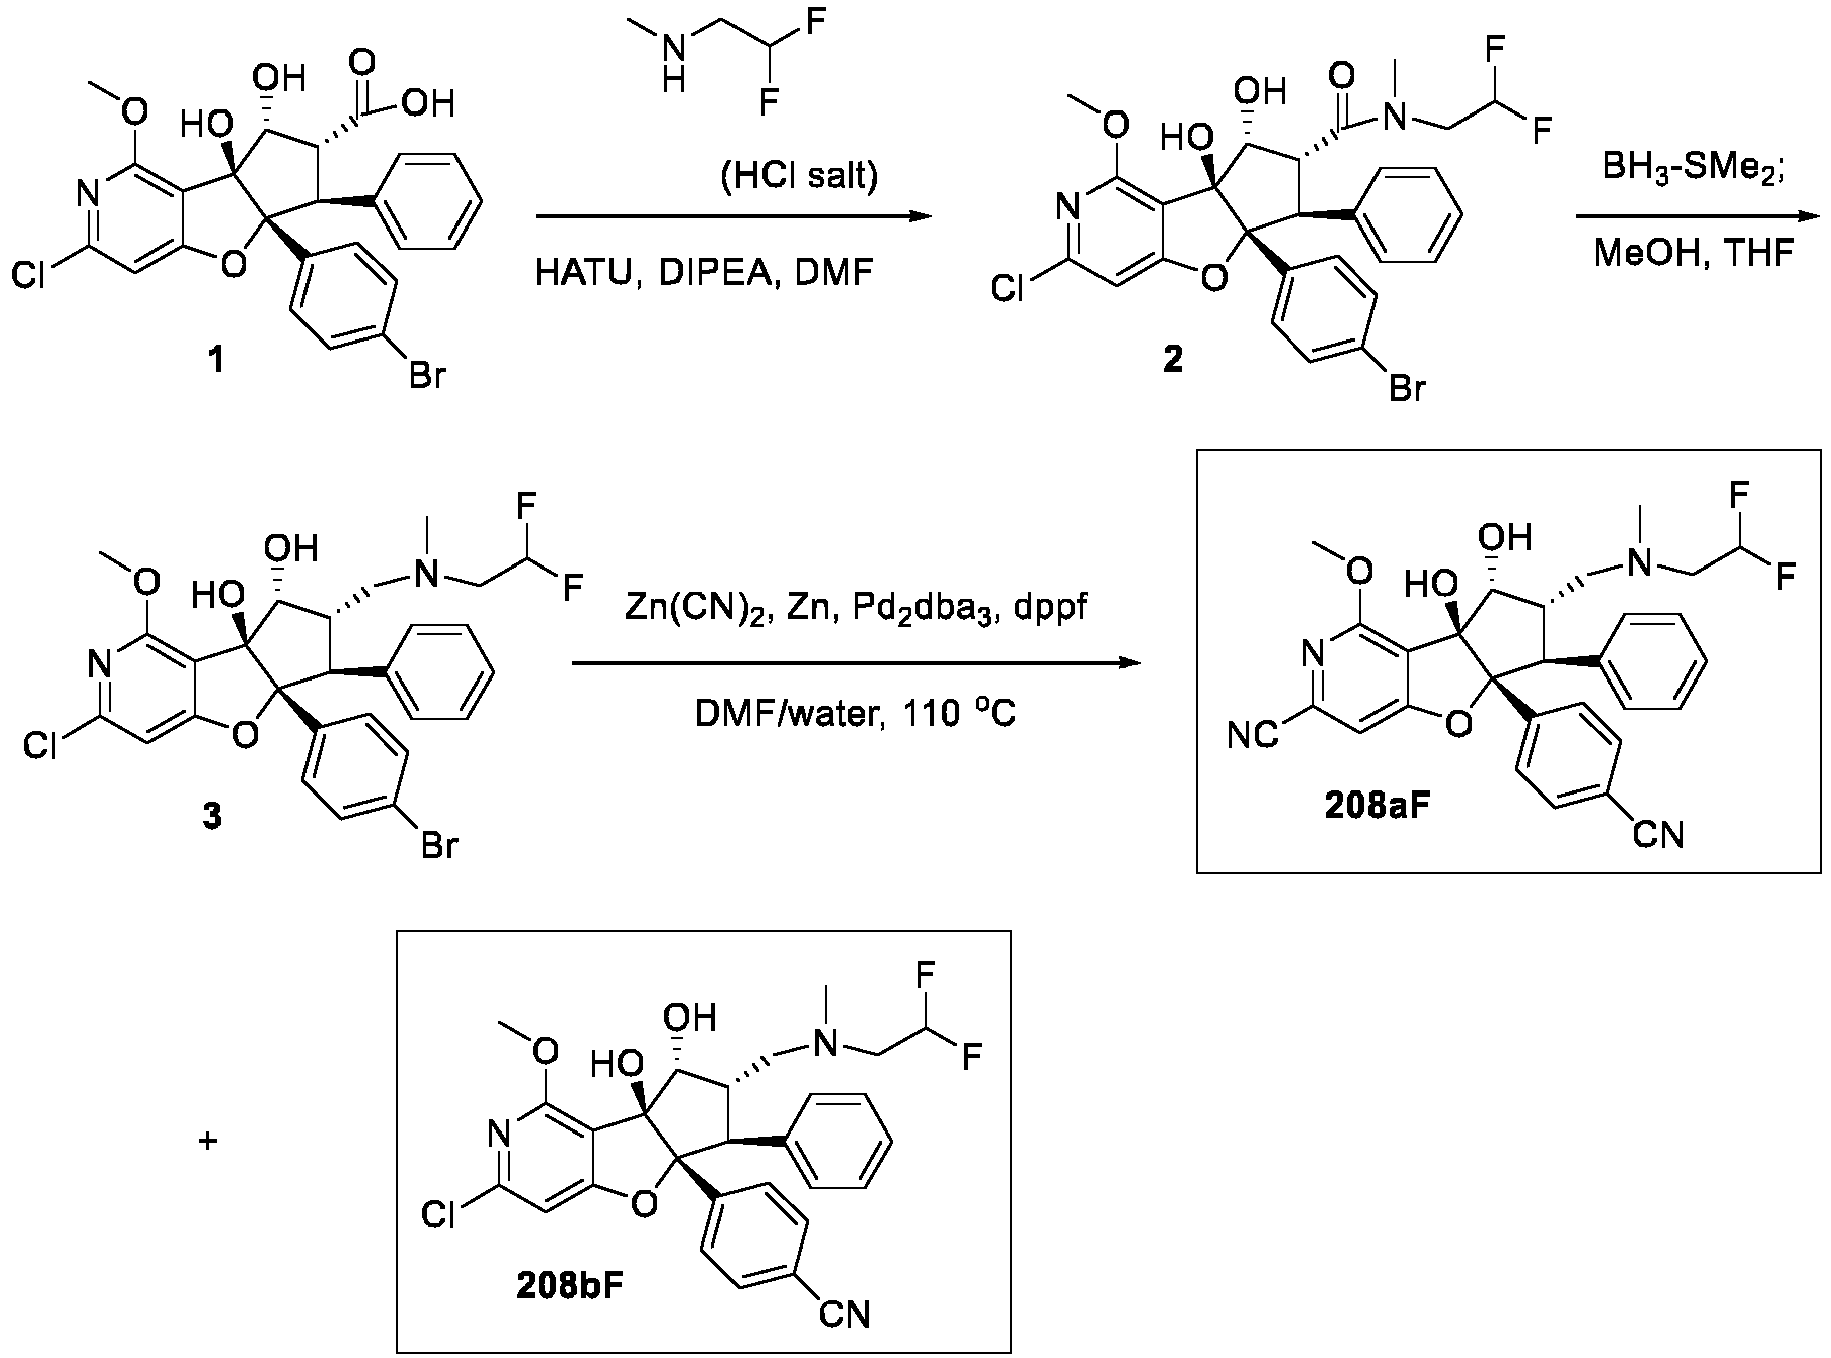 F
N
H
F
(HCl salt)
HATU, DIPEA, DMF
O
HO
OH
O
OH
N
Cl
O
Br
1
O
HO
OH
O
N
F
F
N
Cl
O
Br
2
BH3-SMe2;
MeOH, THF
O
HO
OH
N
F
F
N
Cl
O
Br
3
Zn(CN)2, Zn, Pd2dba3, dppf
DMF/water, 110 oC
O
HO
OH
N
F
F
N
NC
O
CN
208aF
+
O
HO
OH
N
F
F
N
Cl
O
CN
208bF